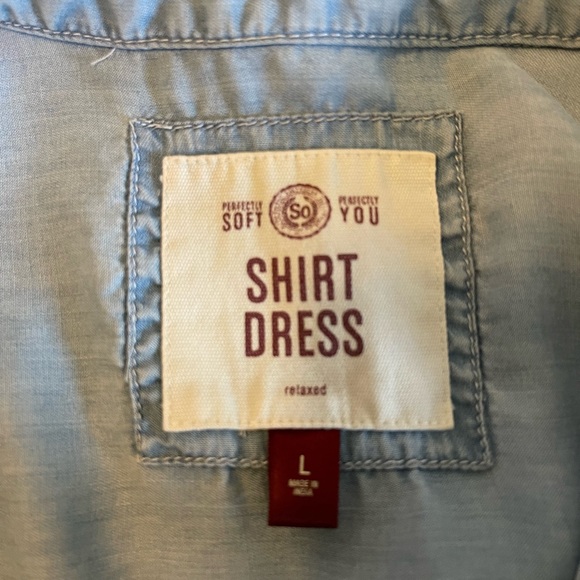 PERFECTLY SOFT
So
PERFECTLY YOU
SHIRT
DRESS
relaxed
L
MADE IN
INDIA